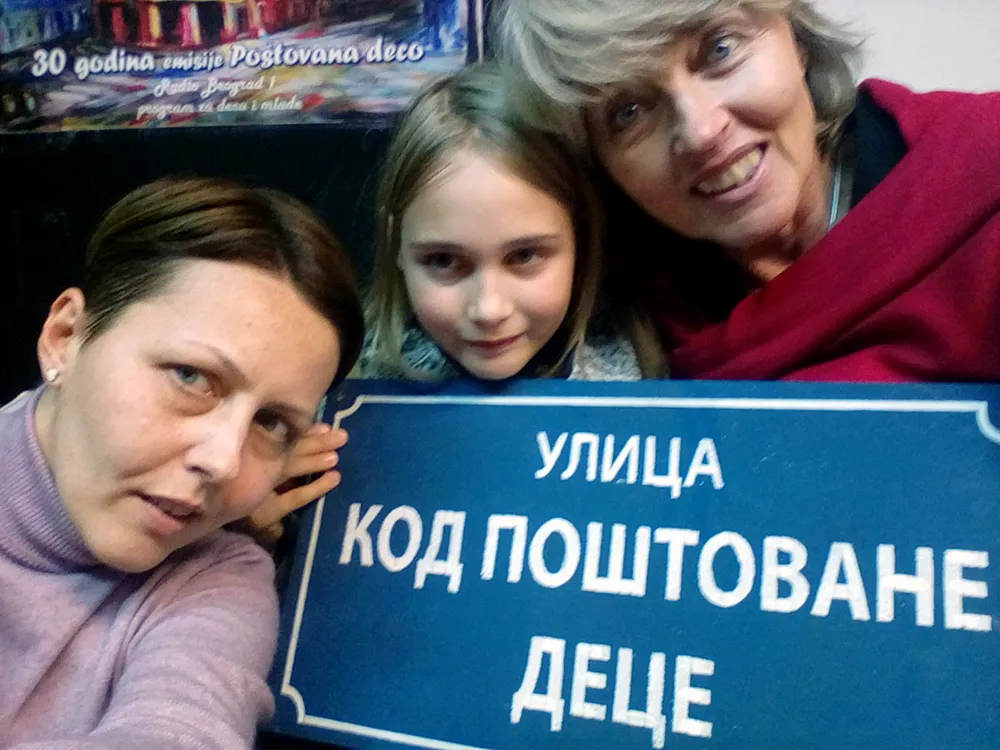 30 godina emisije Poštovana deco
Radio Beograd 1
program za decu i mlade
УЛИЦА
КОД ПОШТОВАНЕ
ДЕЦЕ